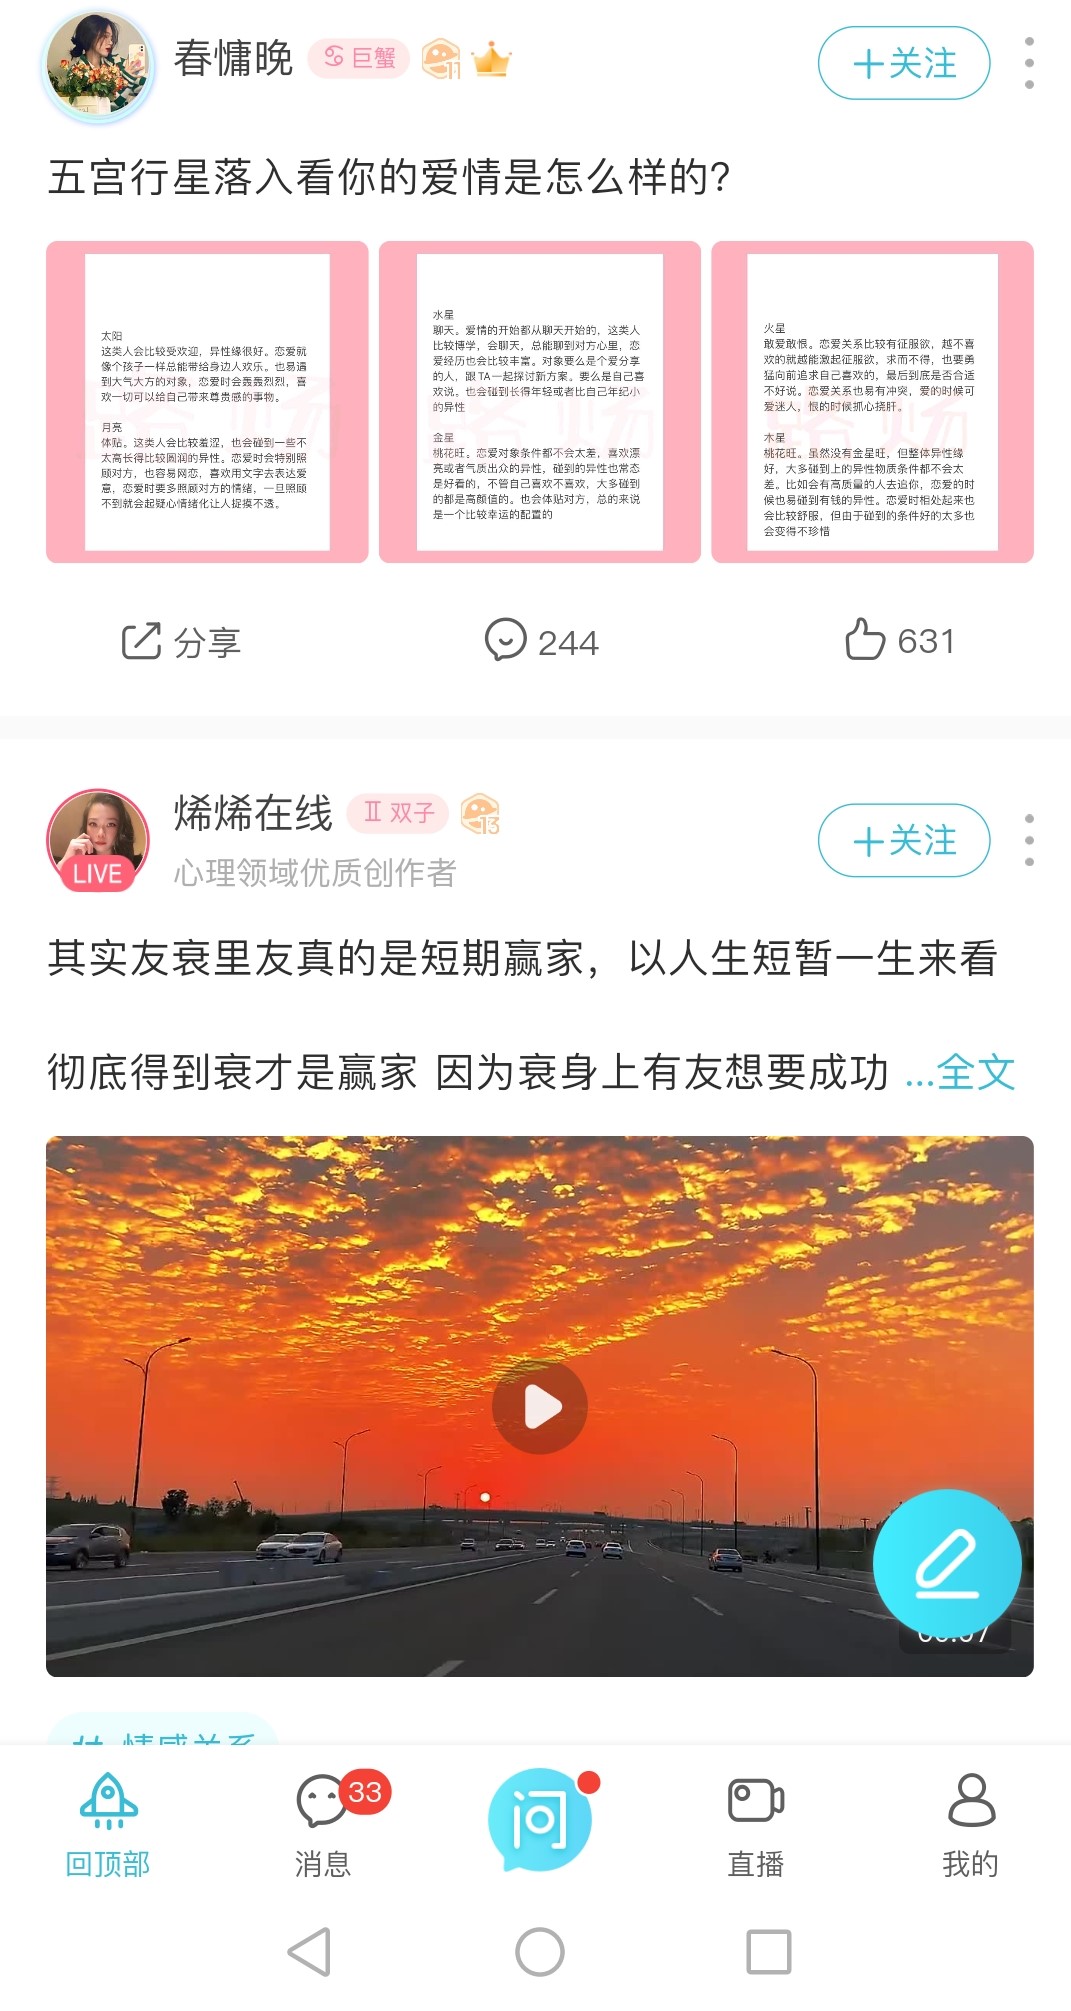 春慵晚 巨蟹 11
+关注
五宫行星落入看你的爱情是怎么样的?
太阳
这类人会比较受欢迎，异性缘很好。恋爱就
像个孩子一样总能带给身边人欢乐。也易遇
到大气大方的对象，恋爱时会轰轰烈烈，喜
欢一切可以给自己带来尊贵感的事物。
月亮
体贴。这类人会比较羞涩，也会碰到一些不
太高长得比较圆润的异性。恋爱时会特别照
顾对方，也容易网恋，喜欢用文字去表达爱
意，恋爱时要多照顾对方的情绪，一旦照顾
不到就会起疑心情绪化让人捉摸不透。
水星
聊天。爱情的开始都从聊天开始的，这类人
比较博学，会聊天，总能聊到对方心里，恋
爱经历也会比较丰富。对象要么是个爱分享
的人，跟TA一起探讨新方案。要么是自己喜
欢说。也会碰到长得年轻或者比自己年纪小
的异性
金星
桃花旺。恋爱对象条件都不会太差，喜欢漂
亮或者气质出众的异性，碰到的异性也常态
是好看的，不管自己喜欢不喜欢，大多碰到
的都是高颜值的。也会体贴对方，总的来说
是一个比较幸运的配置的
火星
敢爱敢恨。恋爱关系比较有征服欲，越不喜
欢的就越能激起征服欲，求而不得，也要勇
猛向前追求自己喜欢的，最后到底是否合适
不好说。恋爱关系也易有冲突，爱的时候可
爱迷人，恨的时候抓心挠肝。
木星
桃花旺。虽然没有金星旺，但整体异性缘
好，大多碰到上的异性物质条件都不会太
差。比如会有高质量的人去追你，恋爱的时
候也易碰到有钱的异性。恋爱时相处起来也
会比较舒服，但由于碰到的条件好的太多也
会变得不珍惜
分享
244
631
烯烯在线 双子 13
+关注
LIVE
心理领域优质创作者
其实友衰里友真的是短期赢家，以人生短暂一生来看
彻底得到衰才是赢家 因为衰身上有友想要成功 ...全文
# 情感关系
33
问
回顶部
消息
直播
我的